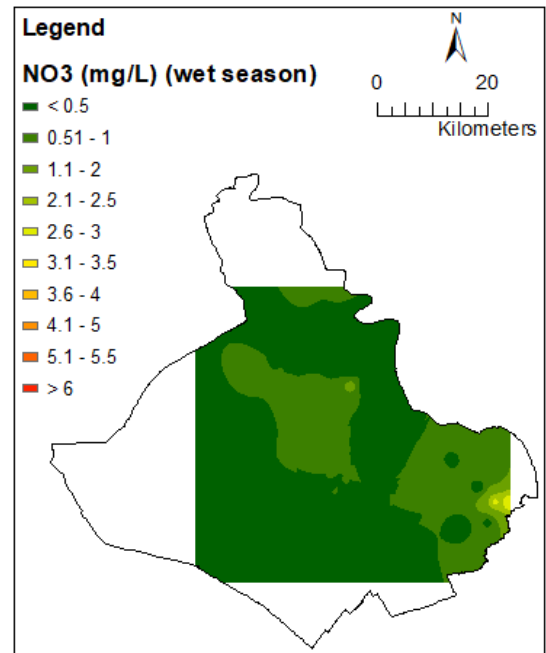 Legend
N
NO3 (mg/L) (wet season)
0 20
Kilometers
< 0.5
0.51 - 1
1.1 - 2
2.1 - 2.5
2.6 - 3
3.1 - 3.5
3.6 - 4
4.1 - 5
5.1 - 5.5
> 6